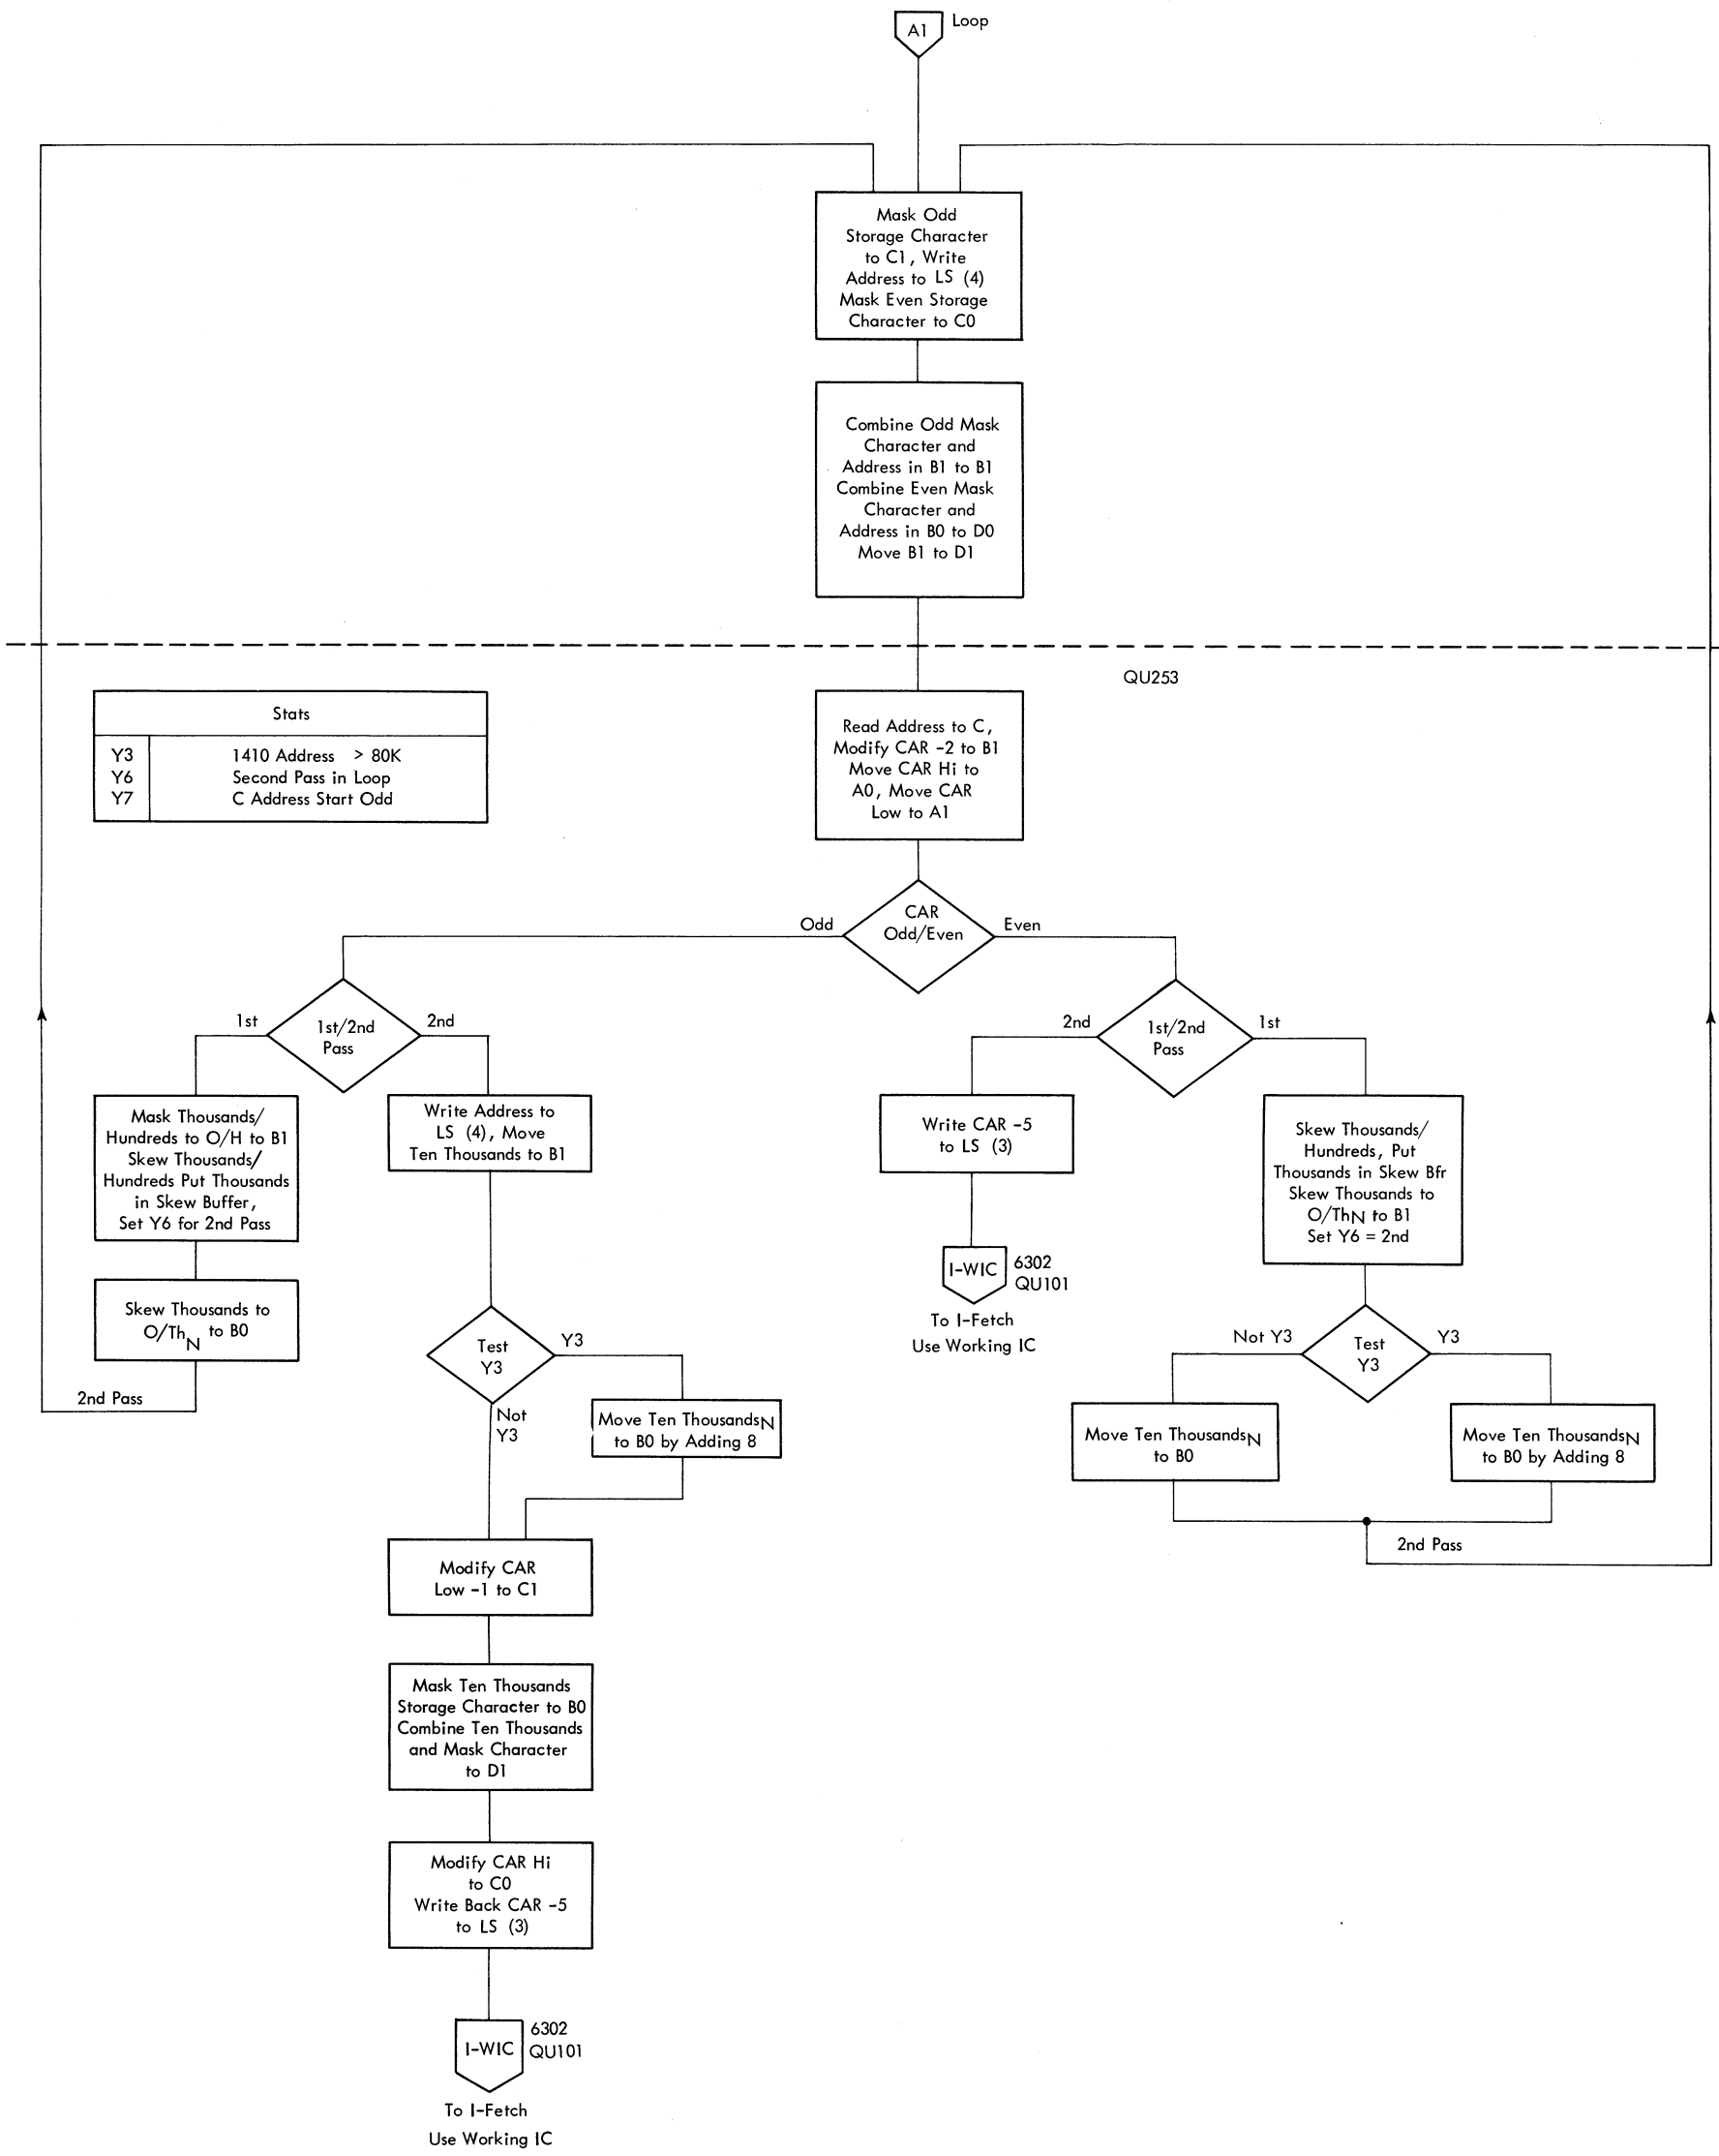 A1
Loop
Mask Odd
Storage Character
to C1, Write
Address to LS (4)
Mask Even Storage
Character to C0
Combine Odd Mask
Character and
Address in B1 to B1
Combine Even Mask
Character and
Address in B0 to D0
Move B1 to D1
QU253
Stats
Y3 1410 Address > 80K
Y6 Second Pass in Loop
Y7 C Address Start Odd
Read Address to C,
Modify CAR -2 to B1
Move CAR Hi to
A0, Move CAR
Low to A1
CAR
Odd/Even
Odd
Even
1st/2nd
Pass
1st
2nd
1st/2nd
Pass
2nd
1st
Mask Thousands/
Hundreds to O/H to B1
Skew Thousands/
Hundreds Put Thousands
in Skew Buffer,
Set Y6 for 2nd Pass
Skew Thousands to
O/ThN to B0
2nd Pass
Write Address to
LS (4), Move
Ten Thousands to B1
Test
Y3
Y3
Not
Y3
Move Ten ThousandsN
to B0 by Adding 8
Modify CAR
Low -1 to C1
Mask Ten Thousands
Storage Character to B0
Combine Ten Thousands
and Mask Character
to D1
Modify CAR Hi
to C0
Write Back CAR -5
to LS (3)
I-WIC
6302
QU101
To I-Fetch
Use Working IC
Write CAR -5
to LS (3)
I-WIC
6302
QU101
To I-Fetch
Use Working IC
Skew Thousands/
Hundreds, Put
Thousands in Skew Bfr
Skew Thousands to
O/ThN to B1
Set Y6 = 2nd
Test
Y3
Not Y3
Y3
Move Ten ThousandsN
to B0
Move Ten ThousandsN
to B0 by Adding 8
2nd Pass